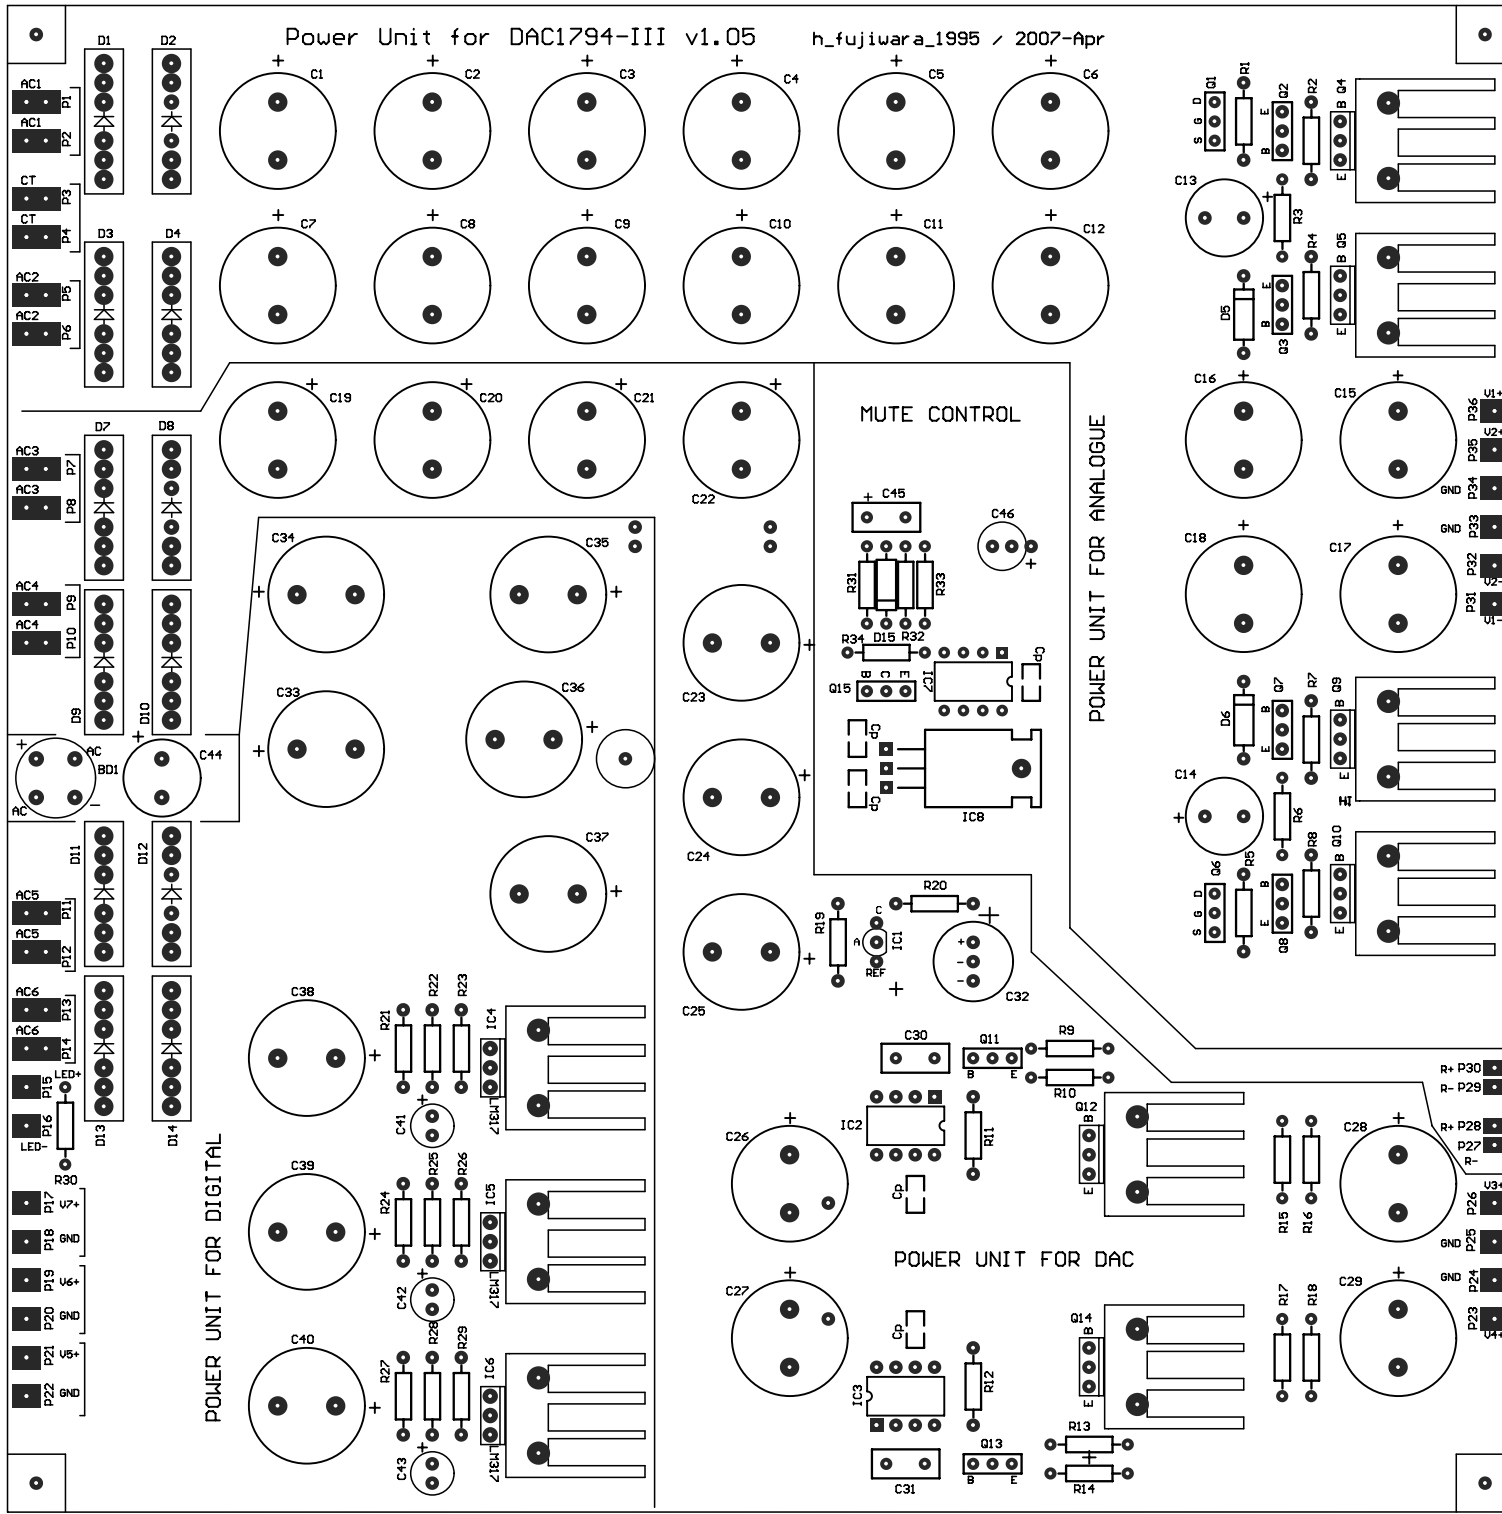 Power Unit for DAC1794-III v1.05
h_fujiwara_1995 / 2007-Apr
D1
D2
AC1
P1
AC1
P2
CT
P3
CT
P4
D3
D4
AC2
P5
AC2
P6
+
C1
+
C2
+
C3
+
C4
+
C5
+
C6
+
C7
+
C8
+
C9
+
C10
+
C11
+
C12
Q1
D
G
S
R1
Q2
E
B
R2
Q4
B
E
C13
+
R3
R4
Q5
B
E
D5
E
B
Q3
+
C19
+
C20
+
C21
+
C22
MUTE CONTROL
POWER UNIT FOR ANALOGUE
+
C16
+
C15
V1+
P36
V2+
P35
GND
P34
GND
P33
P32
V2-
P31
V1-
+
C18
+
C17
D7
D8
AC3
P7
AC3
P8
AC4
P9
AC4
P10
D9
D10
+
C34
C35
+
+
C33
C36
+
C37
+
+
C23
+
C24
+
C25
+
C45
C46
+
R31
R33
R34
D15
R32
Q15
B
C
E
IC7
Cp
Cp
Cp
IC8
D6
Q7
B
E
R7
Q9
B
E
C14
+
R6
R5
R8
Q6
D
G
S
B
E
Q8
Q10
B
E
+
AC
BD1
AC
-
+
C44
D11
D12
AC5
P11
AC5
P12
AC6
P13
AC6
P14
D13
D14
LED+
P15
P16
LED-
R30
P17
V7+
P18
GND
P19
V6+
P20
GND
P21
V5+
P22
GND
POWER UNIT FOR DIGITAL
C38
+
R21
R22
R23
IC4
LM317
+
C41
C39
+
R24
R25
R26
IC5
LM317
+
C42
C40
+
R27
R28
R29
IC6
LM317
+
C43
R19
C
A
REF
IC1
R20
+
+
-
-
C32
+
C30
Q11
B
E
R9
R10
IC2
R11
Cp
Q12
B
E
C26
R15
R16
+
C28
R+ P30
R- P29
R+ P28
P27
R-
V3+
P26
GND
P25
GND
P24
P23
V4+
POWER UNIT FOR DAC
+
C27
Cp
IC3
R12
Q14
B
E
R17
R18
C29
C31
Q13
B
E
R13
+
R14